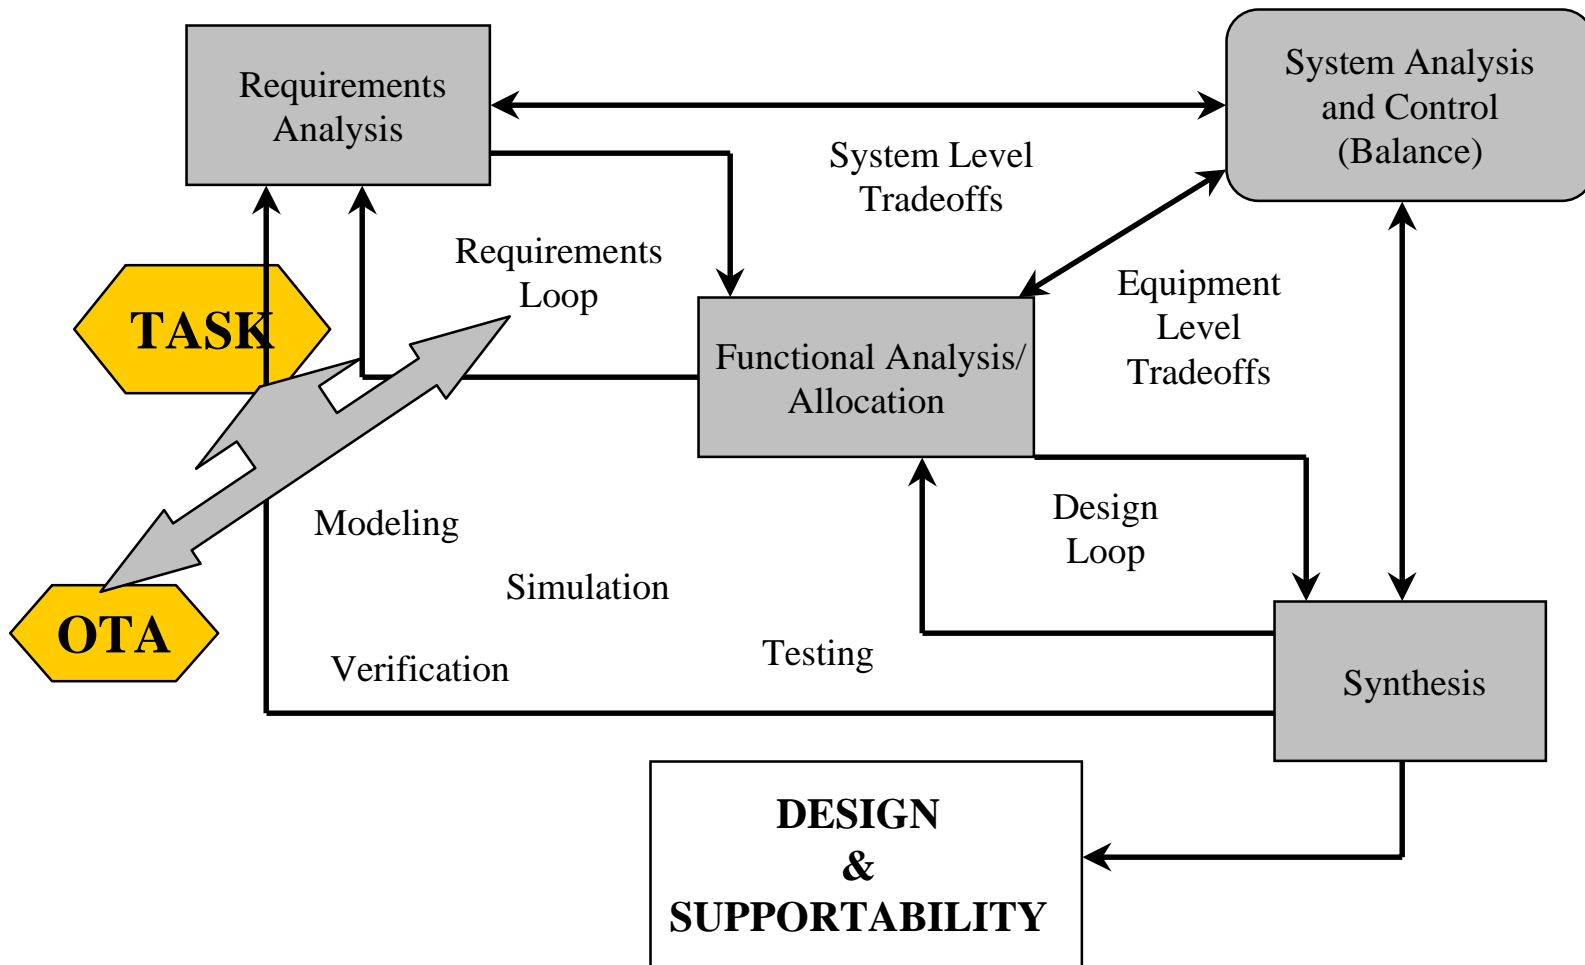 Requirements
Analysis
System Analysis
and Control
(Balance)
System Level
Tradeoffs
Requirements
Loop
TASK
Equipment
Level
Tradeoffs
Functional Analysis/
Allocation
Modeling
Design
Loop
Simulation
OTA
Testing
Verification
Synthesis
DESIGN
&
SUPPORTABILITY